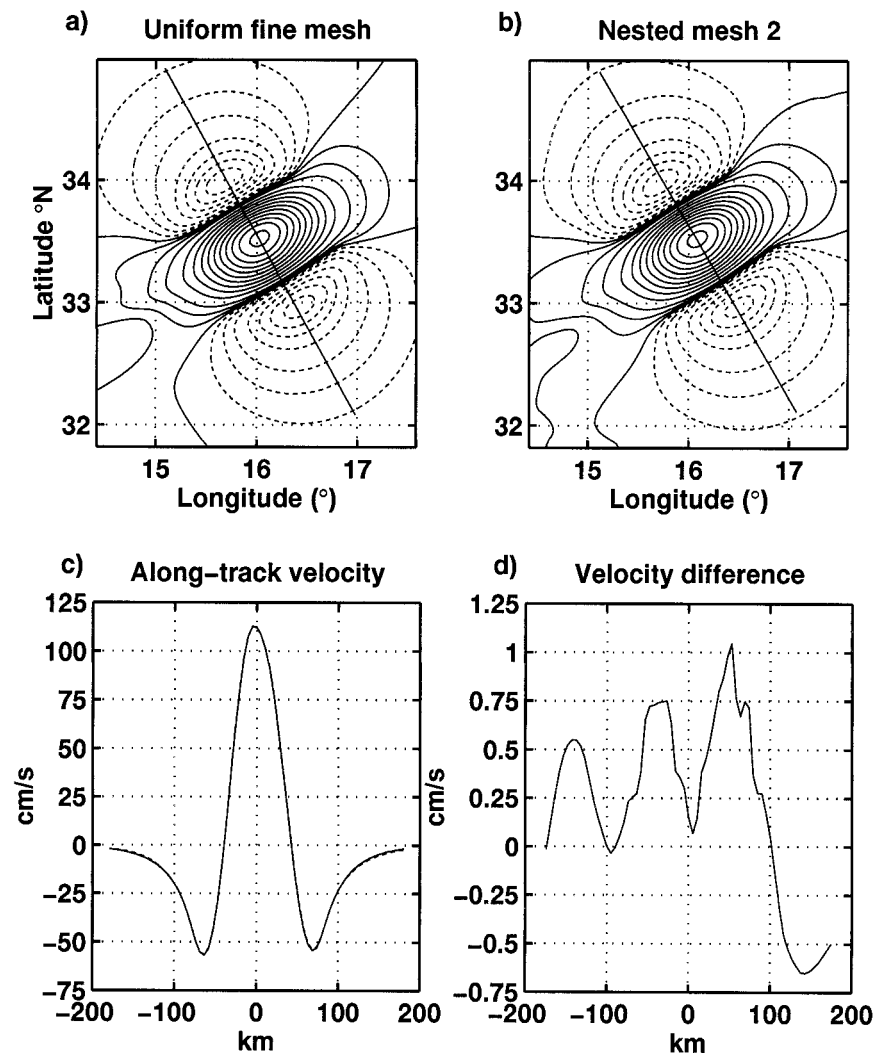 a) Uniform fine mesh
b) Nested mesh 2
Latitude °N
34
33
32
15 16 17
Longitude (°)
34
33
32
15 16 17
Longitude (°)
c) Along−track velocity
cm/s
125
100
75
50
25
0
−25
−50
−75
−200 −100 0 100 200
km
d) Velocity difference
cm/s
1.25
1
0.75
0.5
0.25
0
−0.25
−0.5
−0.75
−200 −100 0 100 200
km